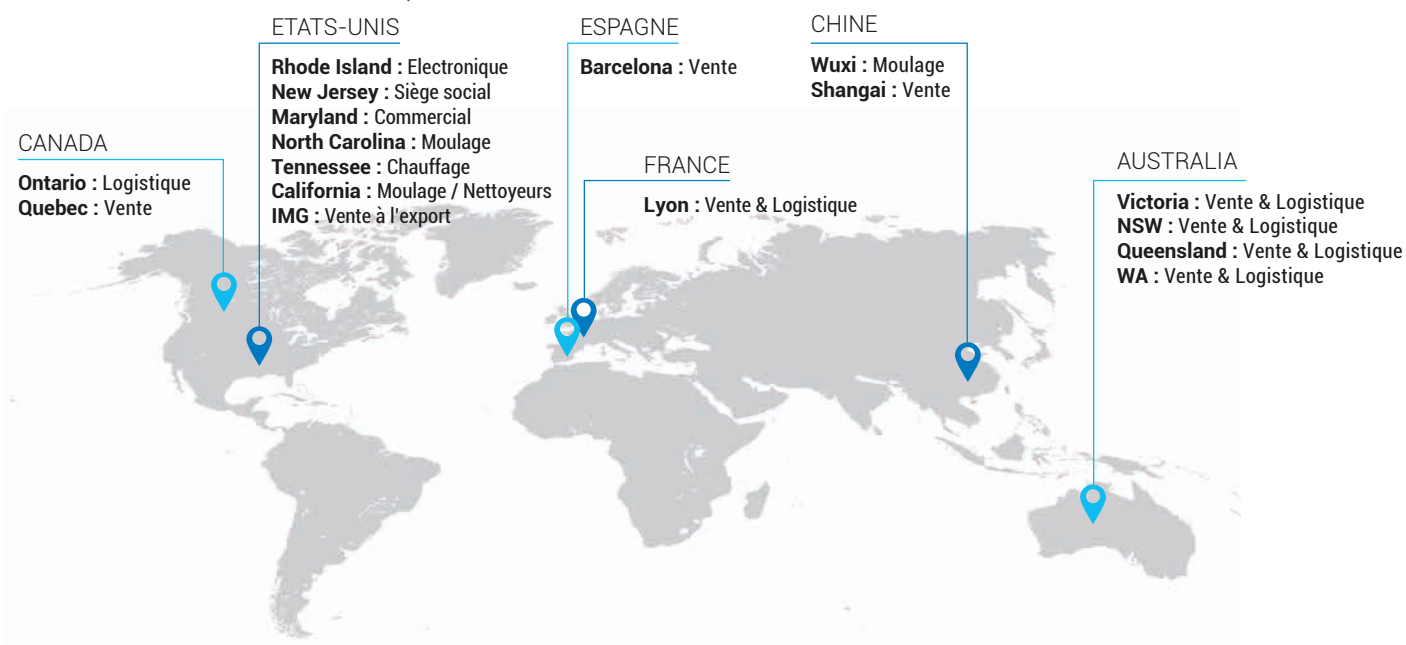 ETATS-UNIS
Rhode Island : Electronique
New Jersey : Siège social
Maryland : Commercial
North Carolina : Moulage
Tennessee : Chauffage
California : Moulage / Nettoyeurs
IMG : Vente à l'export
ESPAGNE
Barcelona : Vente
CHINE
Wuxi : Moulage
Shangai : Vente
CANADA
Ontario : Logistique
Quebec : Vente
FRANCE
Lyon : Vente & Logistique
AUSTRALIA
Victoria : Vente & Logistique
NSW : Vente & Logistique
Queensland : Vente & Logistique
WA : Vente & Logistique